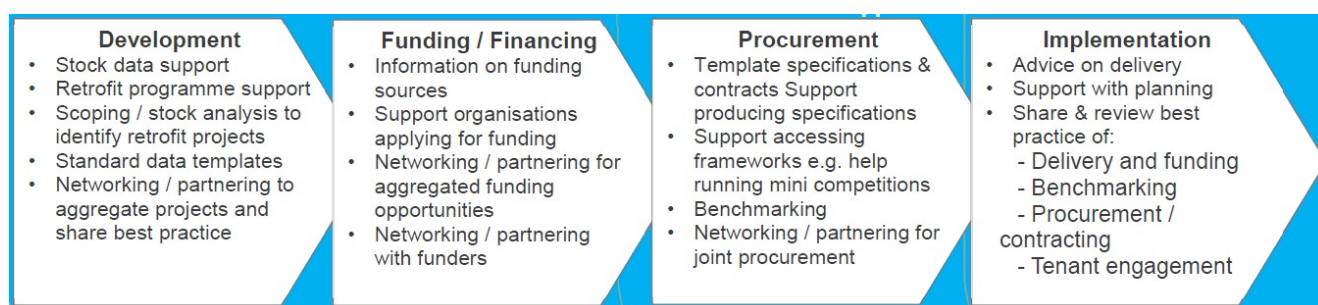 Development
• Stock data support
• Retrofit programme support
• Scoping / stock analysis to
identify retrofit projects
• Standard data templates
• Networking / partnering to
aggregate projects and
share best practice
Funding / Financing
• Information on funding
sources
• Support organisations
applying for funding
• Networking / partnering for
aggregated funding
opportunities
• Networking / partnering
with funders
Procurement
• Template specifications &
contracts Support
producing specifications
• Support accessing
frameworks e.g. help
running mini competitions
• Benchmarking
• Networking / partnering for
joint procurement
Implementation
• Advice on delivery
• Support with planning
• Share & review best
practice of:
- Delivery and funding
- Benchmarking
- Procurement /
contracting
- Tenant engagement